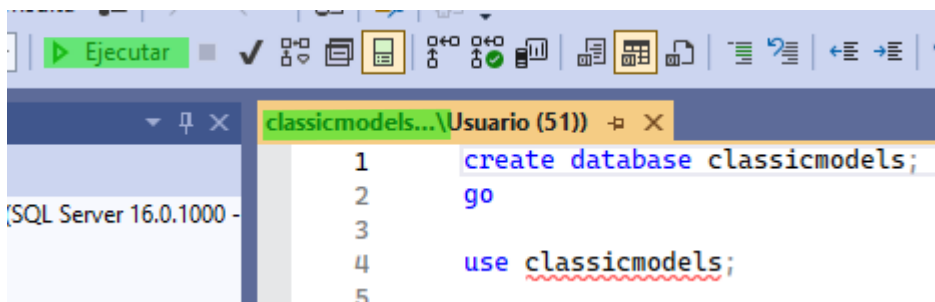 Ejecutar
classicmodels...\Usuario (51))
(SQL Server 16.0.1000 -
1 create database classicmodels;
2 go
3
4 use classicmodels;
5